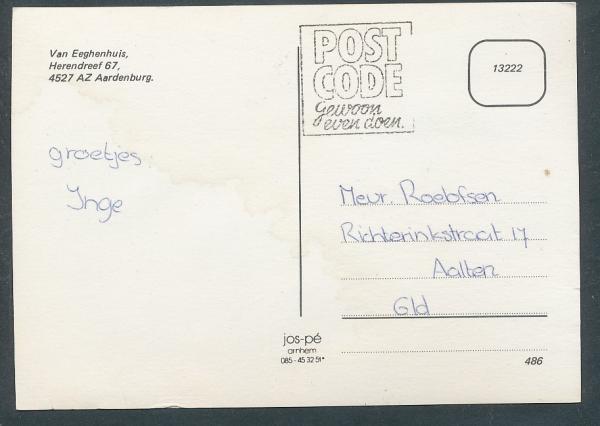 Van Eeghenhuis,
Herendreef 67,
4527 AZ Aardenburg.
POST
CODE
Gewoon
even doen.
13222
groetjes
Inge
Mevr. Roelofsen
Richterinkstraat 17
Aalten
Gld
jos-pé
arnhem
085-45 32 51*
486